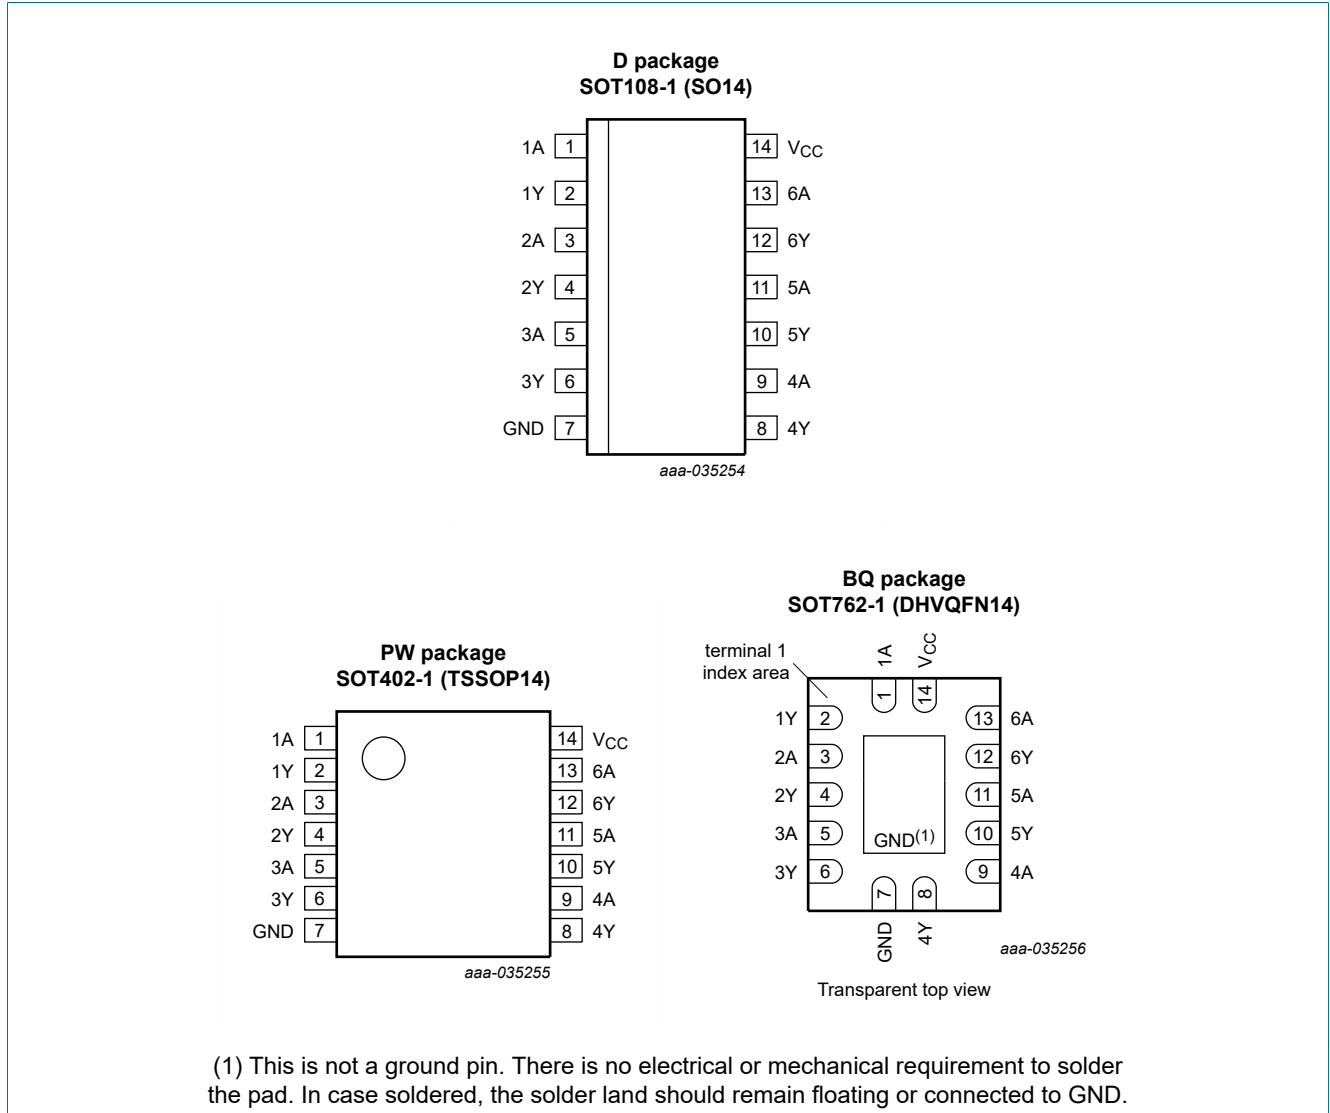 D package
SOT108-1 (SO14)
1A 1 14 VCC
1Y 2 13 6A
2A 3 12 6Y
2Y 4 11 5A
3A 5 10 5Y
3Y 6 9 4A
GND 7 8 4Y
aaa-035254
PW package
SOT402-1 (TSSOP14)
1A 1 14 VCC
1Y 2 13 6A
2A 3 12 6Y
2Y 4 11 5A
3A 5 10 5Y
3Y 6 9 4A
GND 7 8 4Y
aaa-035255
BQ package
SOT762-1 (DHVQFN14)
terminal 1
index area
1A VCC
1 14
1Y 2 13 6A
2A 3 12 6Y
2Y 4 11 5A
3A 5 10 5Y
GND(1)
3Y 6 9 4A
7 8
GND 4Y
aaa-035256
Transparent top view
(1) This is not a ground pin. There is no electrical or mechanical requirement to solder
the pad. In case soldered, the solder land should remain floating or connected to GND.